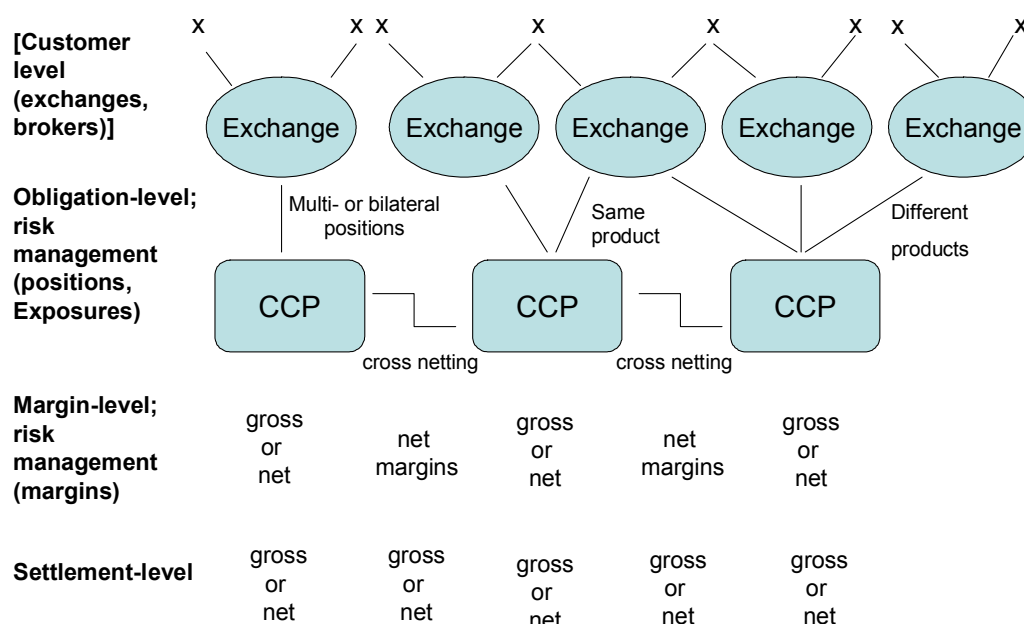 x x x x x x x x
[Customer
level
(exchanges,
brokers)]
Exchange Exchange Exchange Exchange Exchange
Obligation-level;
risk
management
(positions,
Exposures)
Multi- or bilateral
positions
Same
product
Different
products
CCP CCP CCP
cross netting cross netting
Margin-level;
risk
management
(margins)
gross
or
net
net
margins
gross
or
net
net
margins
gross
or
net
Settlement-level
gross
or
net
gross
or
net
gross
or
net
gross
or
net
gross
or
net